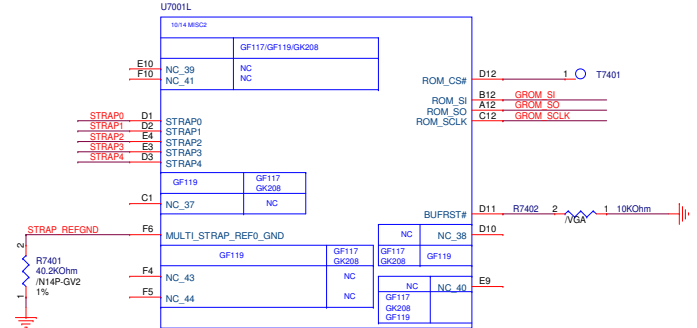 U7001L
10/14 MISC2
GF117/GF119/GK208
E10 NC_39 NC
F10 NC_41 NC
D12 ROM_CS# 1 T7401
B12 ROM_SI GROM_SI
A12 ROM_SO GROM_SO
C12 ROM_SCLK GROM_SCLK
STRAP0 D1 STRAP0
STRAP1 D2 STRAP1
STRAP2 E4 STRAP2
STRAP3 E3 STRAP3
STRAP4 D3 STRAP4
GF119 GF117
GK208
C1 NC_37 NC
BUFRST# D11 R7402 2 1 10KOhm
/VGA
STRAP_REFGND F6 MULTI_STRAP_REF0_GND
NC NC_38 D10
GF119 GF117
GK208
GF117
GK208 GF119
2
R7401
40.2KOhm
/N14P-GV2
1%
1
F4 NC_43 NC
F5 NC_44 NC
NC NC_40 E9
GF117
GK208
GF119